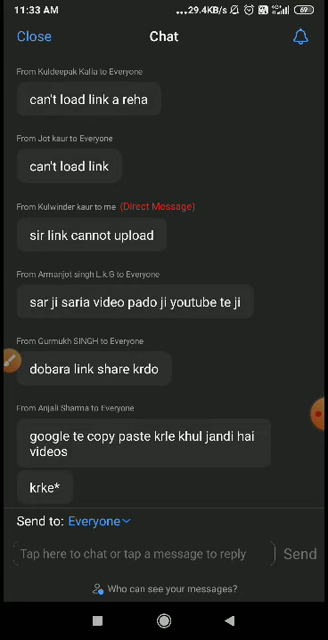 11:33 AM
...29.4KB/s
69
Close
Chat
From Kuldeepak Kalia to Everyone
can't load link a reha
From Jot kaur to Everyone
can't load link
From Kulwinder kaur to me (Direct Message)
sir link cannot upload
From Armanjot singh L.k.G to Everyone
sar ji saria video pado ji youtube te ji
From Gurmukh SINGH to Everyone
dobara link share krdo
From Anjali Sharma to Everyone
google te copy paste krle khul jandi hai
videos
krke*
Send to: Everyone
Tap here to chat or tap a message to reply
Send
Who can see your messages?